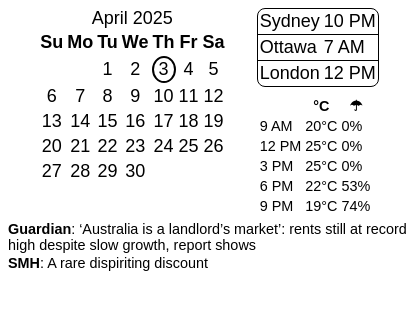 April 2025
Su Mo Tu We Th Fr Sa
1 2 3 4 5
6 7 8 9 10 11 12
13 14 15 16 17 18 19
20 21 22 23 24 25 26
27 28 29 30
Sydney 10 PM
Ottawa 7 AM
London 12 PM
°C ☂
9 AM 20°C 0%
12 PM 25°C 0%
3 PM 25°C 0%
6 PM 22°C 53%
9 PM 19°C 74%
Guardian: ‘Australia is a landlord’s market’: rents still at record
high despite slow growth, report shows
SMH: A rare dispiriting discount